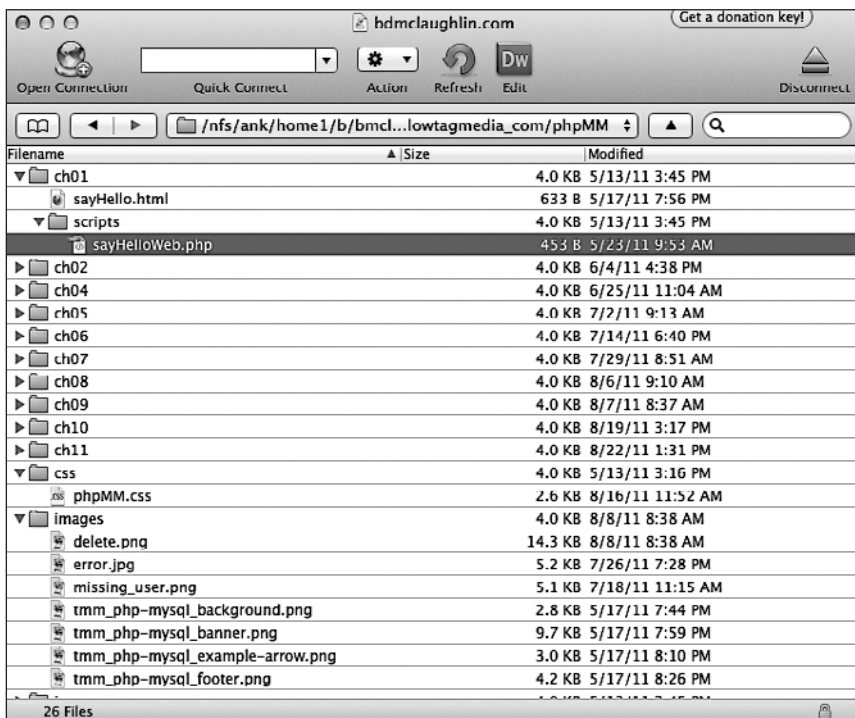 bdmclaughlin.com
Get a donation key!
Open Connection Quick Connect Action Refresh Dw Edit Disconnect
/nfs/ank/home1/b/bmcl...lowtagmedia_com/phpMM
Filename Size Modified
ch01 4.0 KB 5/13/11 3:45 PM
sayHello.html 633 B 5/17/11 7:56 PM
scripts 4.0 KB 5/13/11 3:45 PM
sayHelloWeb.php 453 B 5/23/11 9:53 AM
ch02 4.0 KB 6/4/11 4:38 PM
ch04 4.0 KB 6/25/11 11:04 AM
ch05 4.0 KB 7/2/11 9:13 AM
ch06 4.0 KB 7/14/11 6:40 PM
ch07 4.0 KB 7/29/11 8:51 AM
ch08 4.0 KB 8/6/11 9:10 AM
ch09 4.0 KB 8/7/11 8:37 AM
ch10 4.0 KB 8/19/11 3:17 PM
ch11 4.0 KB 8/22/11 1:31 PM
css 4.0 KB 5/13/11 3:16 PM
phpMM.css 2.6 KB 8/16/11 11:52 AM
images 4.0 KB 8/8/11 8:38 AM
delete.png 14.3 KB 8/8/11 8:38 AM
error.jpg 5.2 KB 7/26/11 7:28 PM
missing_user.png 5.1 KB 7/18/11 11:15 AM
tmm_php-mysql_background.png 2.8 KB 5/17/11 7:44 PM
tmm_php-mysql_banner.png 9.7 KB 5/17/11 7:59 PM
tmm_php-mysql_example-arrow.png 3.0 KB 5/17/11 8:10 PM
tmm_php-mysql_footer.png 4.2 KB 5/17/11 8:26 PM
26 Files